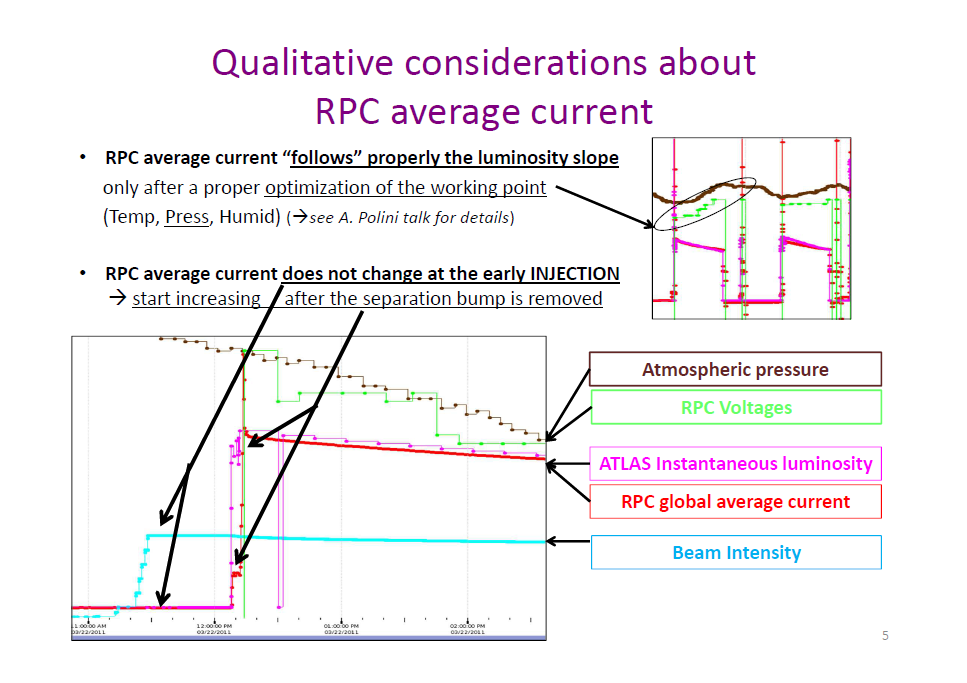 Qualitative considerations about
RPC average current
• RPC average current “follows” properly the luminosity slope
only after a proper optimization of the working point
(Temp, Press, Humid) (→see A. Polini talk for details)
• RPC average current does not change at the early INJECTION
→ start increasing after the separation bump is removed
Atmospheric pressure
RPC Voltages
ATLAS Instantaneous luminosity
RPC global average current
Beam Intensity
11:00:00 AM 12:00:00 PM 01:00:00 PM 02:00:00 PM
03/22/2011 03/22/2011 03/22/2011 03/22/2011
5